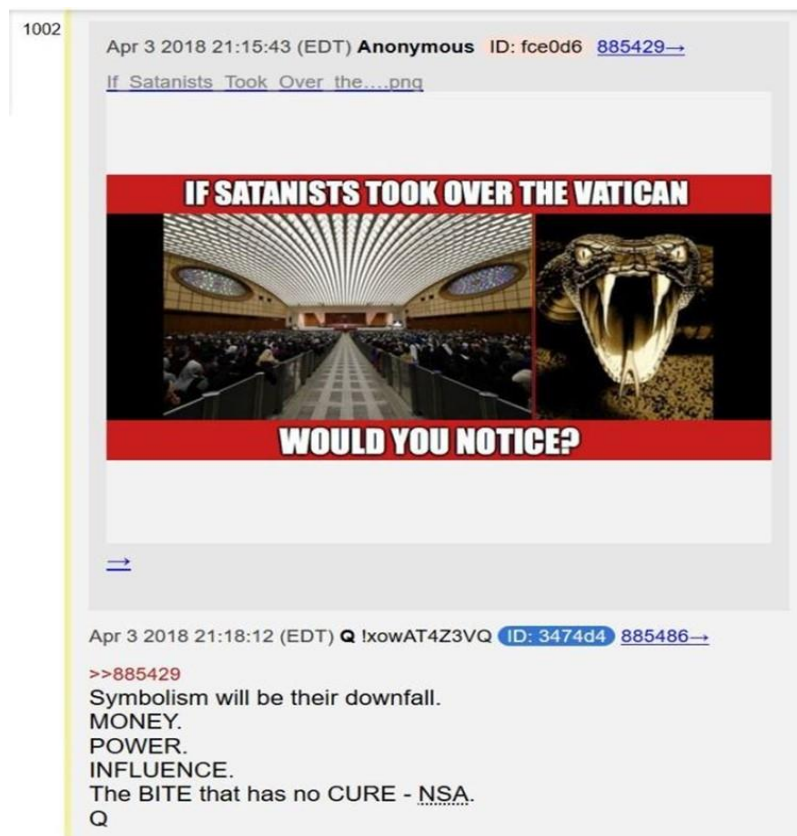 1002
Apr 3 2018 21:15:43 (EDT) Anonymous ID: fce0d6 885429→
If Satanists Took Over the....png
IF SATANISTS TOOK OVER THE VATICAN
WOULD YOU NOTICE?
→
Apr 3 2018 21:18:12 (EDT) Q !xowAT4Z3VQ ID: 3474d4 885486→
>>885429
Symbolism will be their downfall.
MONEY.
POWER.
INFLUENCE.
The BITE that has no CURE - NSA.
Q